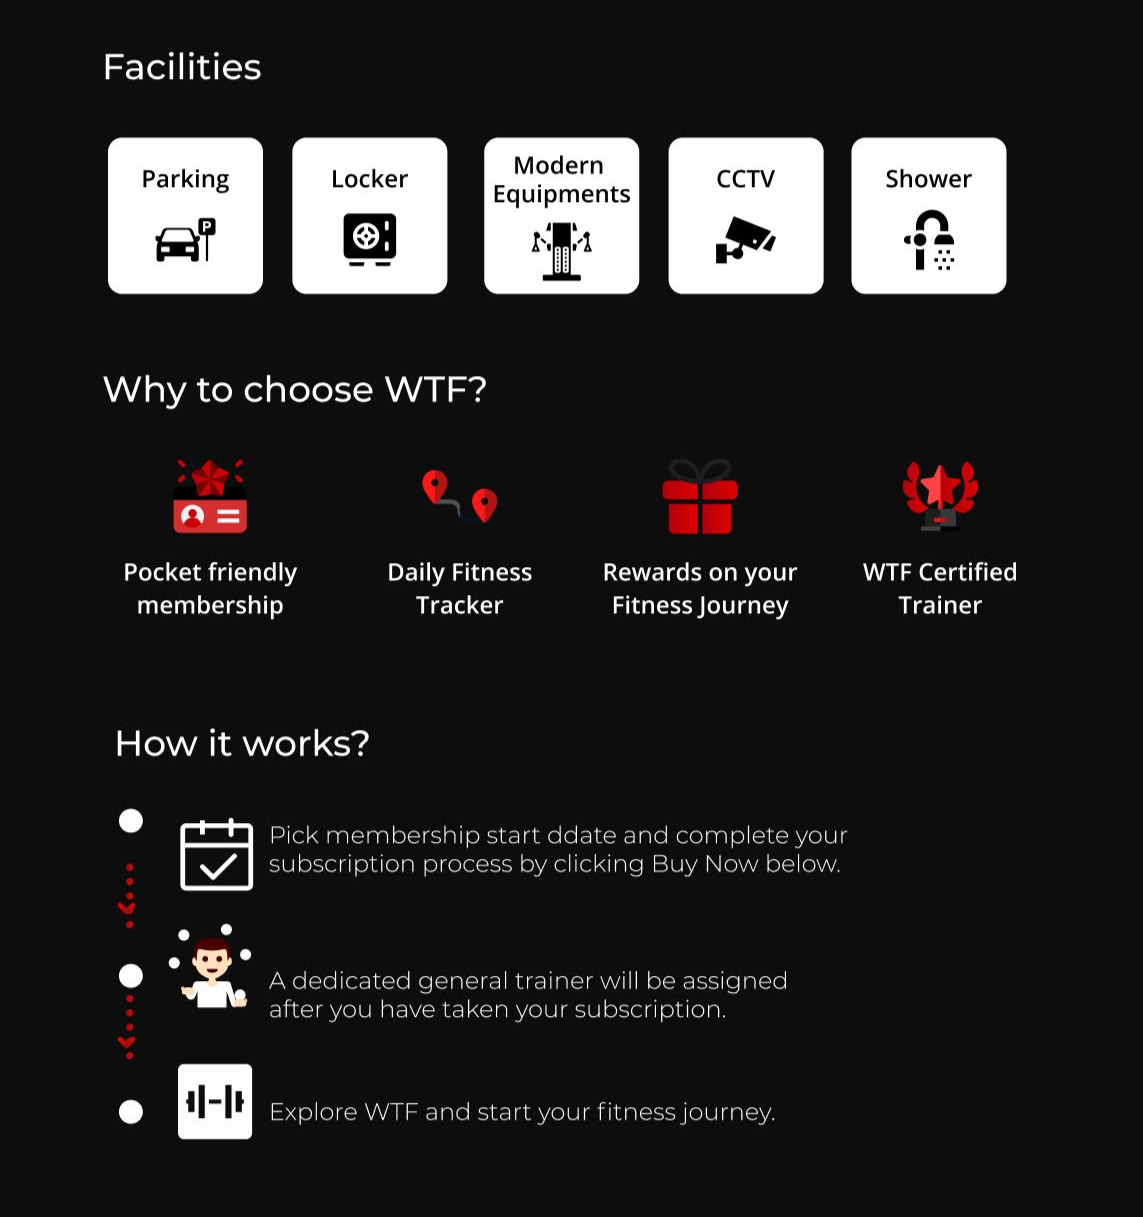 Facilities
Parking
Locker
Modern
Equipments
CCTV
Shower
P
Why to choose WTF?
Pocket friendly
membership
Daily Fitness
Tracker
Rewards on your
Fitness Journey
WTF Certified
Trainer
How it works?
Pick membership start ddate and complete your
subscription process by clicking Buy Now below.
A dedicated general trainer will be assigned
after you have taken your subscription.
Explore WTF and start your fitness journey.